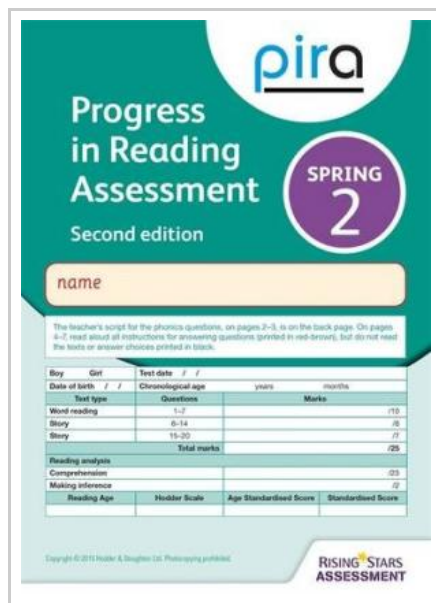 pira
Progress
in Reading
Assessment
SPRING
2
Second edition
name
The teacher's script for the phonics questions, on pages 2–3, is on the back page. On pages
4–7, read aloud all instructions for answering questions (printed in red-brown), but do not read
the texts or answer choices printed in black.
Boy Girl Test date / /
Date of birth / / Chronological age years months
Text type Questions Marks
Word reading 1–7 /10
Story 8–14 /8
Story 15–20 /7
Total marks /25
Reading analysis
Comprehension /23
Making inference /2
Reading Age Hodder Scale Age Standardised Score Standardised Score
Copyright © 2015 Hodder & Stoughton Ltd. Photocopying prohibited.
RISING STARS
ASSESSMENT